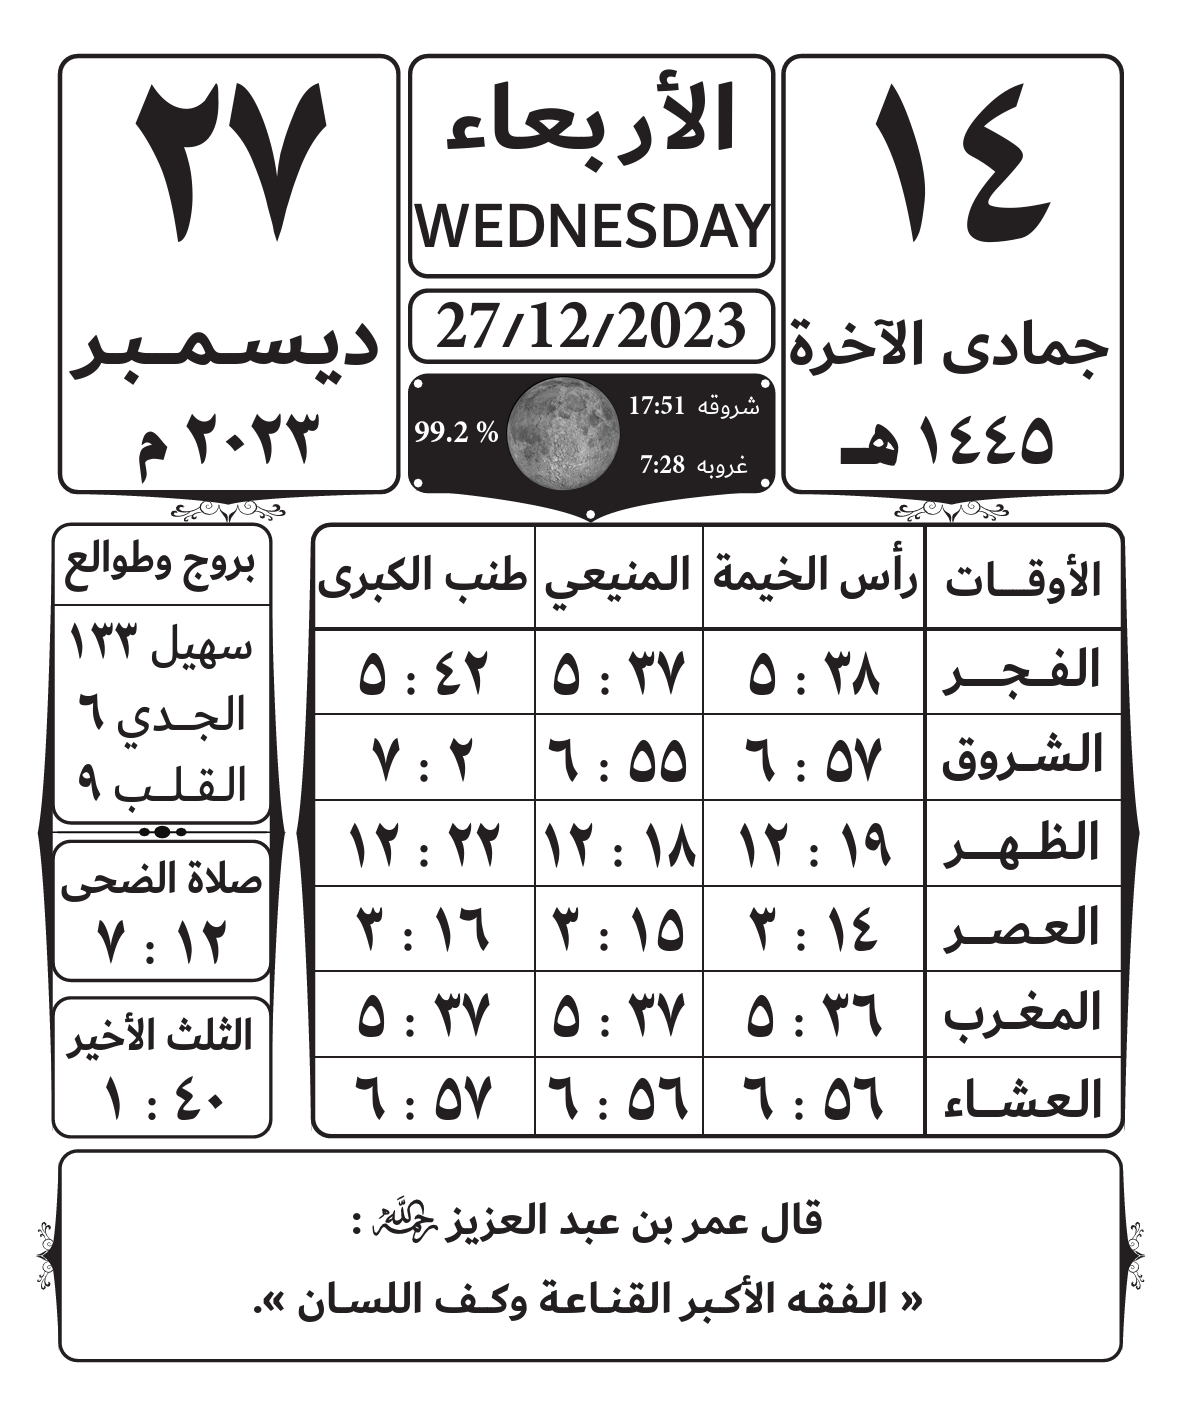 ١٤
جمادى الآخرة
١٤٤٥ هـ
الأربعاء
WEDNESDAY
27/12/2023
شروقه 17:51
غروبه 7:28
99.2 %
٢٧
ديسمبر
٢٠٢٣ م
الأوقات رأس الخيمة المنيعي طنب الكبرى
الفجر ٥ : ٣٨ ٥ : ٣٧ ٥ : ٤٢
الشروق ٦ : ٥٧ ٦ : ٥٥ ٧ : ٢
الظهر ١٢ : ١٩ ١٢ : ١٨ ١٢ : ٢٢
العصر ٣ : ١٤ ٣ : ١٥ ٣ : ١٦
المغرب ٥ : ٣٦ ٥ : ٣٧ ٥ : ٣٧
العشاء ٦ : ٥٦ ٦ : ٥٦ ٦ : ٥٧
بروج وطوالع
سهيل ١٣٣
الجدي ٦
القلب ٩
صلاة الضحى
٧ : ١٢
الثلث الأخير
١ : ٤٠
قال عمر بن عبد العزيز رحمه الله :
« الفقه الأكبر القناعة وكف اللسان ».